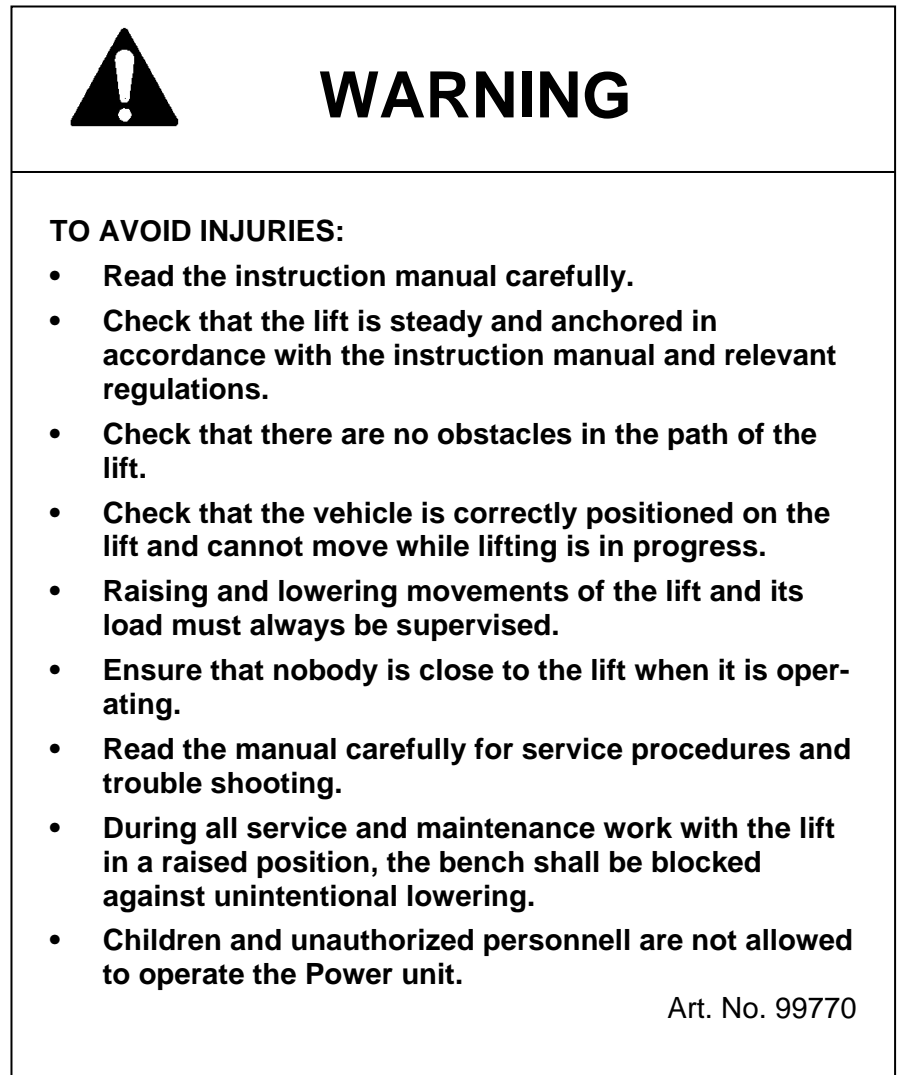 WARNING
TO AVOID INJURIES:
• Read the instruction manual carefully.
• Check that the lift is steady and anchored in
accordance with the instruction manual and relevant
regulations.
• Check that there are no obstacles in the path of the
lift.
• Check that the vehicle is correctly positioned on the
lift and cannot move while lifting is in progress.
• Raising and lowering movements of the lift and its
load must always be supervised.
• Ensure that nobody is close to the lift when it is oper-
ating.
• Read the manual carefully for service procedures and
trouble shooting.
• During all service and maintenance work with the lift
in a raised position, the bench shall be blocked
against unintentional lowering.
• Children and unauthorized personnell are not allowed
to operate the Power unit.
Art. No. 99770